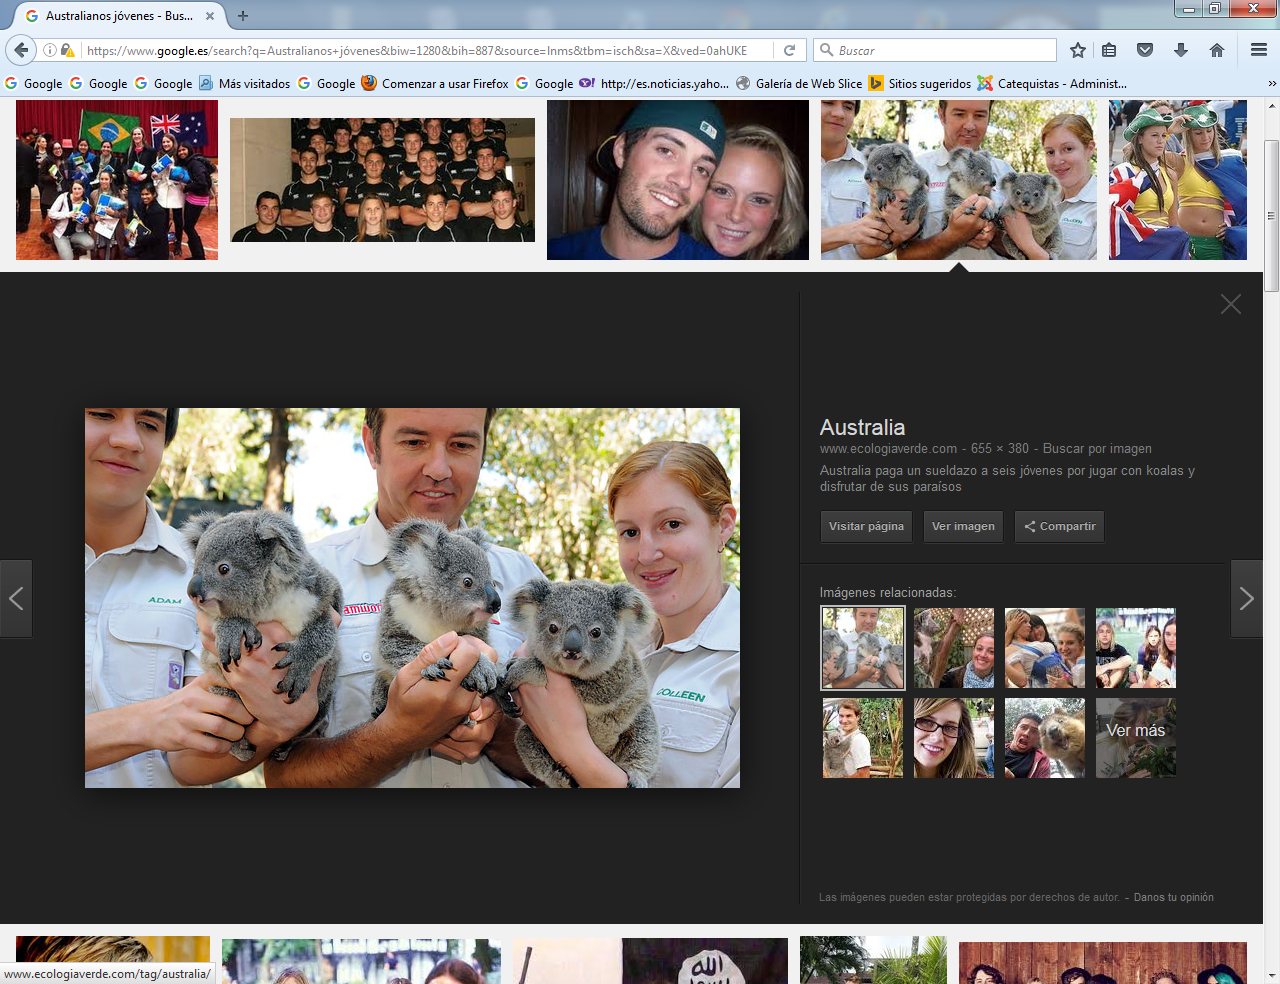 Australianos jóvenes - Bus...
https://www.google.es/search?q=Australianos+jóvenes&biw=1280&bih=887&source=lnms&tbm=isch&sa=X&ved=0ahUKE
Buscar
Google Google Google Más visitados Google Comenzar a usar Firefox Google http://es.noticias.yaho... Galería de Web Slice Sitios sugeridos Catequistas - Administ...
Australia
www.ecologiaverde.com - 655 × 380 - Buscar por imagen
Australia paga un sueldazo a seis jóvenes por jugar con koalas y
disfrutar de sus paraísos
Visitar página Ver imagen Compartir
ADAM
COLLEEN
Imágenes relacionadas:
Ver más
Las imágenes pueden estar protegidas por derechos de autor. - Danos tu opinión
www.ecologiaverde.com/tag/australia/